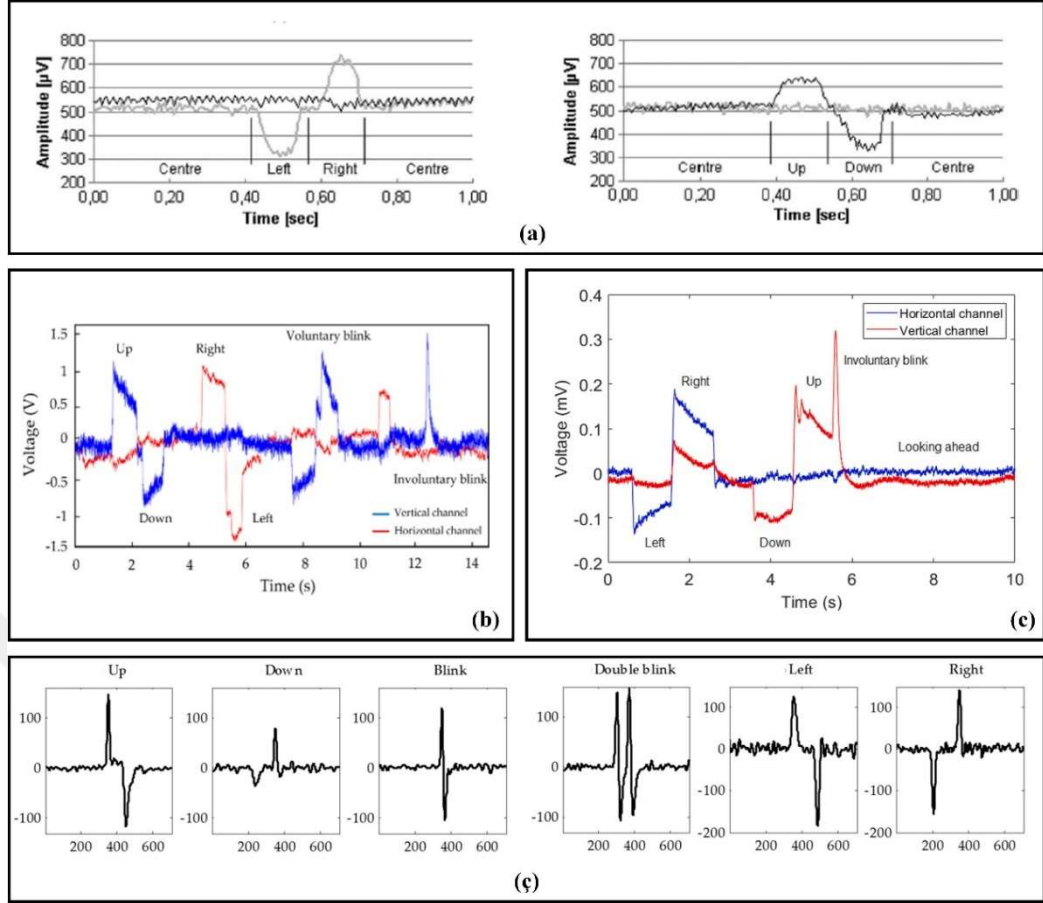 Amplitude [µV]
800
700
600
500
400
300
200
Centre
Left
Right
Centre
0,00
0,20
0,40
0,60
0,80
1,00
Time [sec]
Amplitude [µV]
800
700
600
500
400
300
200
Centre
Up
Down
Centre
0,00
0,20
0,40
0,60
0,80
1,00
Time [sec]
(a)
Voltage (V)
1.5
1
0.5
0
-0.5
-1
-1.5
Up
Right
Voluntary blink
Down
Left
Involuntary blink
Vertical channel
Horizontal channel
0
2
4
6
8
10
12
14
Time (s)
(b)
Voltage (mV)
0.4
0.3
0.2
0.1
0
-0.1
-0.2
Horizontal channel
Vertical channel
Involuntary blink
Right
Up
Looking ahead
Left
Down
0
2
4
6
8
10
Time (s)
(c)
Up
Down
Blink
Double blink
Left
Right
100
0
-100
200 400 600
100
0
-100
200 400 600
100
0
-100
200 400 600
100
0
-100
200 400 600
100
0
-100
-200
200 400 600
100
0
-100
-200
200 400 600
(ç)